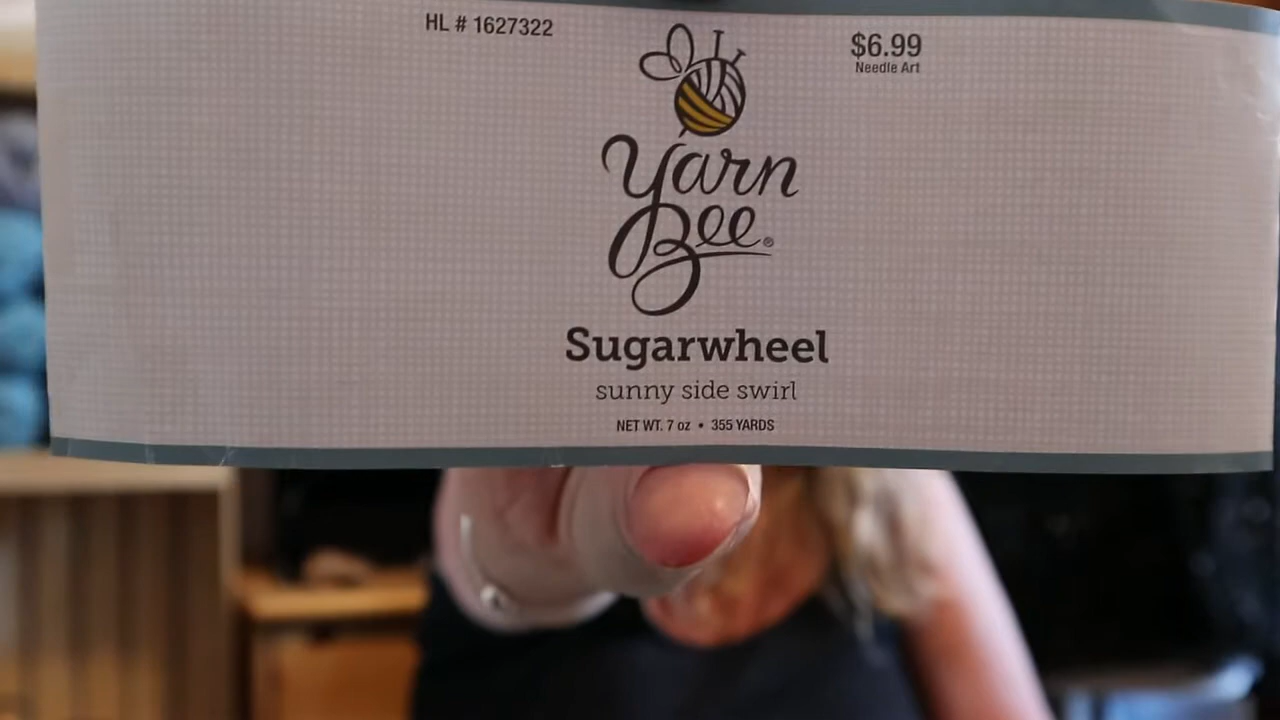 HL # 1627322
$6.99
Needle Art
Yarn
Bee®
Sugarwheel
sunny side swirl
NET WT. 7 oz • 355 YARDS